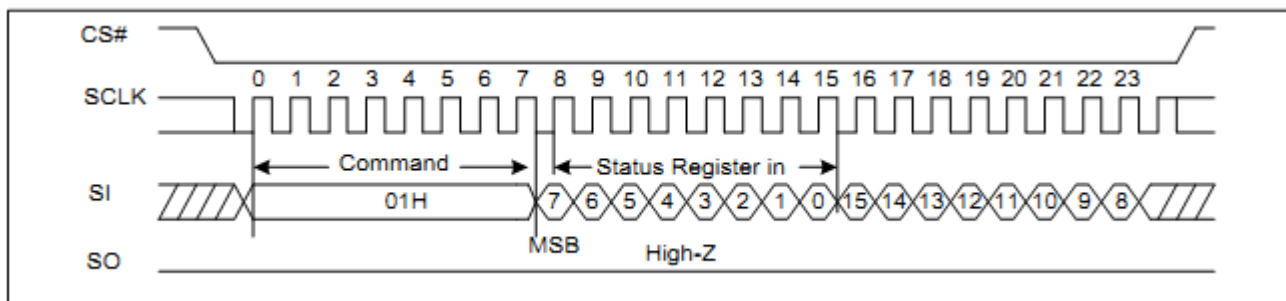 CS#
0 1 2 3 4 5 6 7 8 9 10 11 12 13 14 15 16 17 18 19 20 21 22 23
SCLK
Command Status Register in
SI 01H 7 6 5 4 3 2 1 0 15 14 13 12 11 10 9 8
MSB High-Z
SO